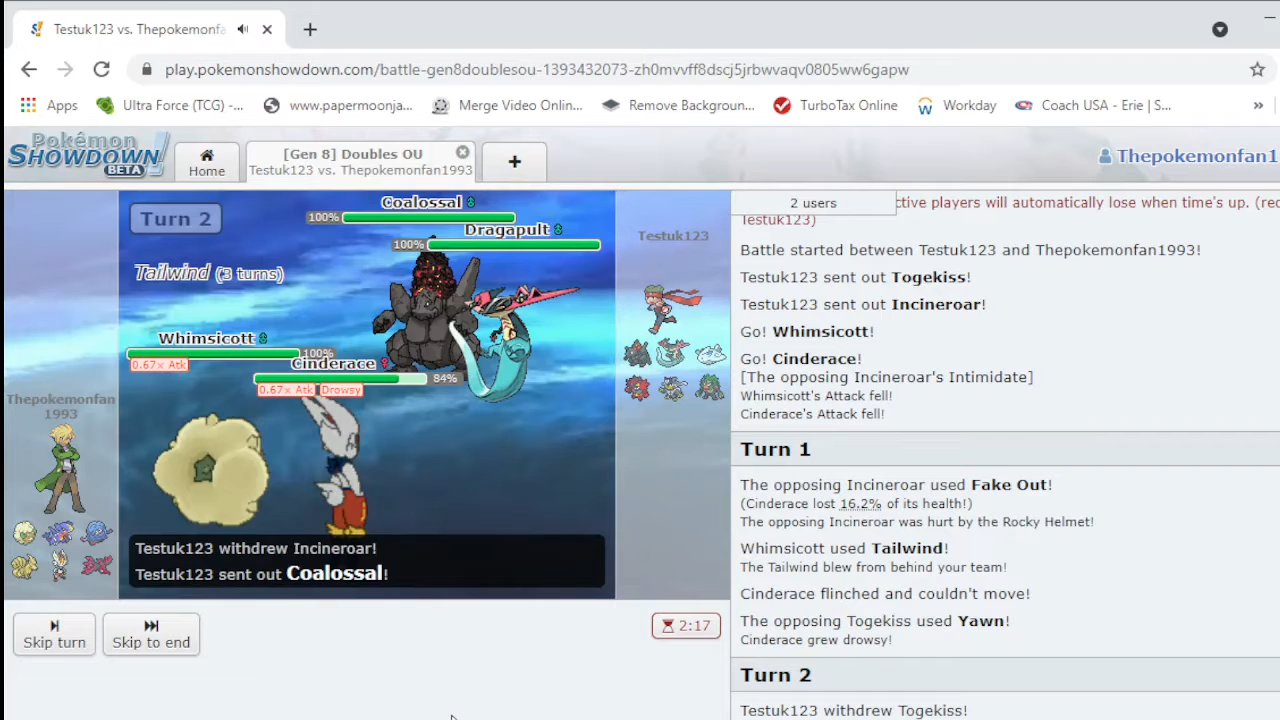 Testuk123 vs. Thepokemonfa
play.pokemonshowdown.com/battle-gen8doublesou-1393432073-zh0mvvff8dscj5jrbwvaqv0805ww6gapw
Apps
Ultra Force (TCG) -...
www.papermoonja...
Merge Video Onlin...
Remove Backgroun...
TurboTax Online
Workday
Coach USA - Erie | S...
»
Pokémon
SHOWDOWN!
BETA
Home
[Gen 8] Doubles OU
Testuk123 vs. Thepokemonfan1993
Thepokemonfan1
Turn 2
Tailwind (3 turns)
Coalossal
100%
Dragapult
100%
Whimsicott
100%
0.67× Atk
Cinderace
84%
0.67× Atk
Drowsy
Testuk123
Thepokemonfan
1993
Testuk123 withdrew Incineroar!
Testuk123 sent out Coalossal!
Skip turn
Skip to end
2:17
2 users
ctive players will automatically lose when time's up. (rec
Testuk123)
Battle started between Testuk123 and Thepokemonfan1993!
Testuk123 sent out Togekiss!
Testuk123 sent out Incineroar!
Go! Whimsicott!
Go! Cinderace!
[The opposing Incineroar's Intimidate]
Whimsicott's Attack fell!
Cinderace's Attack fell!
Turn 1
The opposing Incineroar used Fake Out!
(Cinderace lost 16.2% of its health!)
The opposing Incineroar was hurt by the Rocky Helmet!
Whimsicott used Tailwind!
The Tailwind blew from behind your team!
Cinderace flinched and couldn't move!
The opposing Togekiss used Yawn!
Cinderace grew drowsy!
Turn 2
Testuk123 withdrew Togekiss!